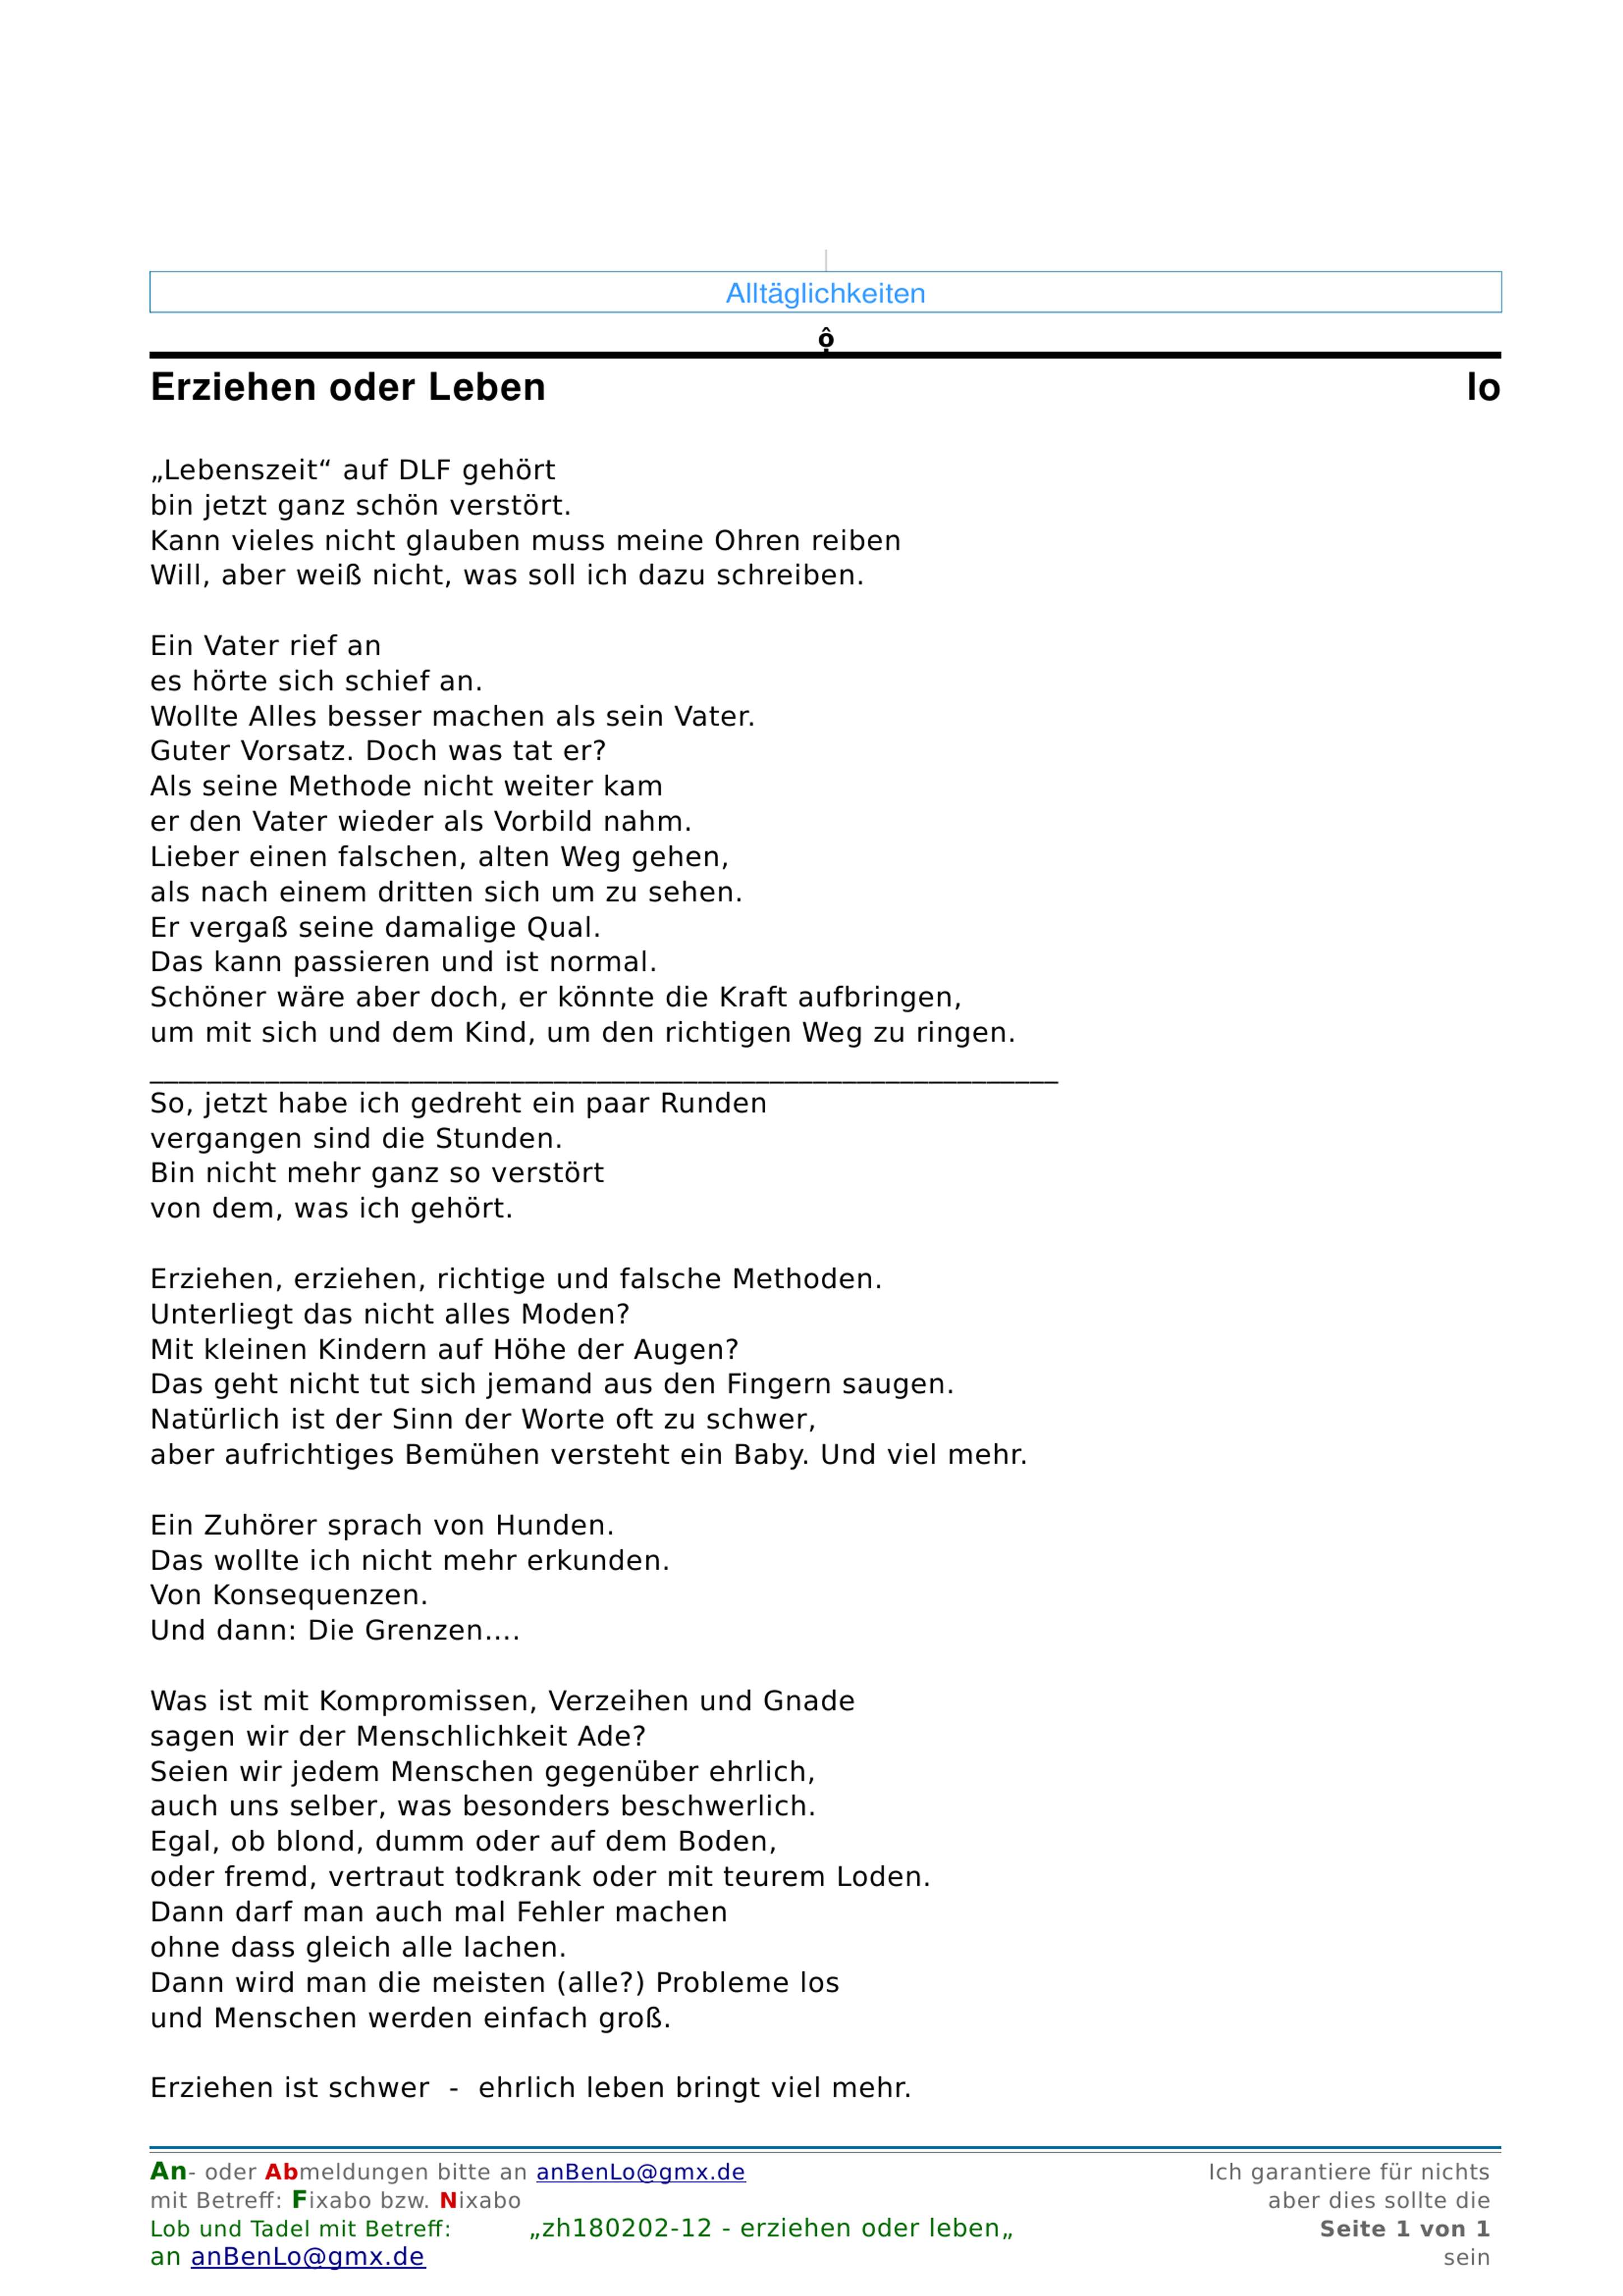 Alltäglichkeiten
ộ
Erziehen oder Leben lo
„Lebenszeit“ auf DLF gehört
bin jetzt ganz schön verstört.
Kann vieles nicht glauben muss meine Ohren reiben
Will, aber weiß nicht, was soll ich dazu schreiben.
Ein Vater rief an
es hörte sich schief an.
Wollte Alles besser machen als sein Vater.
Guter Vorsatz. Doch was tat er?
Als seine Methode nicht weiter kam
er den Vater wieder als Vorbild nahm.
Lieber einen falschen, alten Weg gehen,
als nach einem dritten sich um zu sehen.
Er vergaß seine damalige Qual.
Das kann passieren und ist normal.
Schöner wäre aber doch, er könnte die Kraft aufbringen,
um mit sich und dem Kind, um den richtigen Weg zu ringen.
So, jetzt habe ich gedreht ein paar Runden
vergangen sind die Stunden.
Bin nicht mehr ganz so verstört
von dem, was ich gehört.
Erziehen, erziehen, richtige und falsche Methoden.
Unterliegt das nicht alles Moden?
Mit kleinen Kindern auf Höhe der Augen?
Das geht nicht tut sich jemand aus den Fingern saugen.
Natürlich ist der Sinn der Worte oft zu schwer,
aber aufrichtiges Bemühen versteht ein Baby. Und viel mehr.
Ein Zuhörer sprach von Hunden.
Das wollte ich nicht mehr erkunden.
Von Konsequenzen.
Und dann: Die Grenzen....
Was ist mit Kompromissen, Verzeihen und Gnade
sagen wir der Menschlichkeit Ade?
Seien wir jedem Menschen gegenüber ehrlich,
auch uns selber, was besonders beschwerlich.
Egal, ob blond, dumm oder auf dem Boden,
oder fremd, vertraut todkrank oder mit teurem Loden.
Dann darf man auch mal Fehler machen
ohne dass gleich alle lachen.
Dann wird man die meisten (alle?) Probleme los
und Menschen werden einfach groß.
Erziehen ist schwer - ehrlich leben bringt viel mehr.
An- oder Abmeldungen bitte an anBenLo@gmx.de Ich garantiere für nichts
mit Betreff: Fixabo bzw. Nixabo aber dies sollte die
Lob und Tadel mit Betreff: „zh180202-12 - erziehen oder leben„ Seite 1 von 1
an anBenLo@gmx.de sein